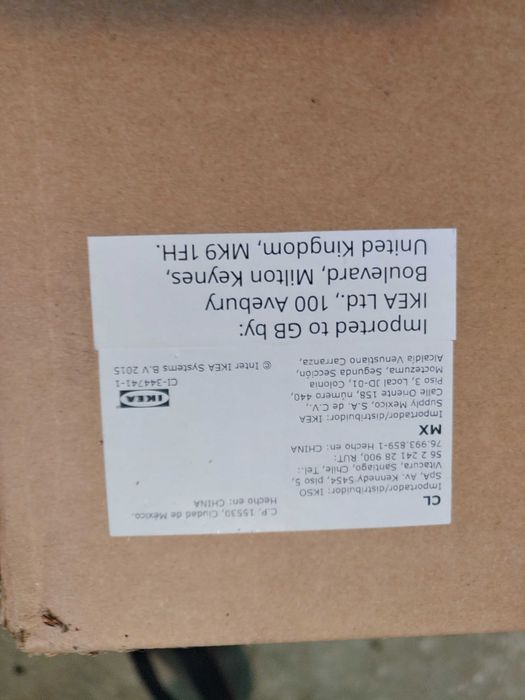 CL
Importador/distribuidor: IKSO
SpA, Av. Kennedy 5454, piso 5,
Vitacura, Santiago, Chile, Tel.:
56 2 241 28 900, RUT:
76.993.859-1 Hecho en: CHINA
MX
Importador/distribuidor: IKEA
Supply Mexico, S.A. de C.V.,
Calle Oriente 158, número 440,
Piso 3, Local 1D-01, Colonia
Moctezuma, Segunda Sección,
Alcaldía Venustiano Carranza,
C.P. 15530, Ciudad de México.
Hecho en: CHINA
IKEA
CI-344741-1
© Inter IKEA Systems B.V 2015
Imported to GB by:
IKEA Ltd., 100 Avebury
Boulevard, Milton Keynes,
United Kingdom, MK9 1FH.